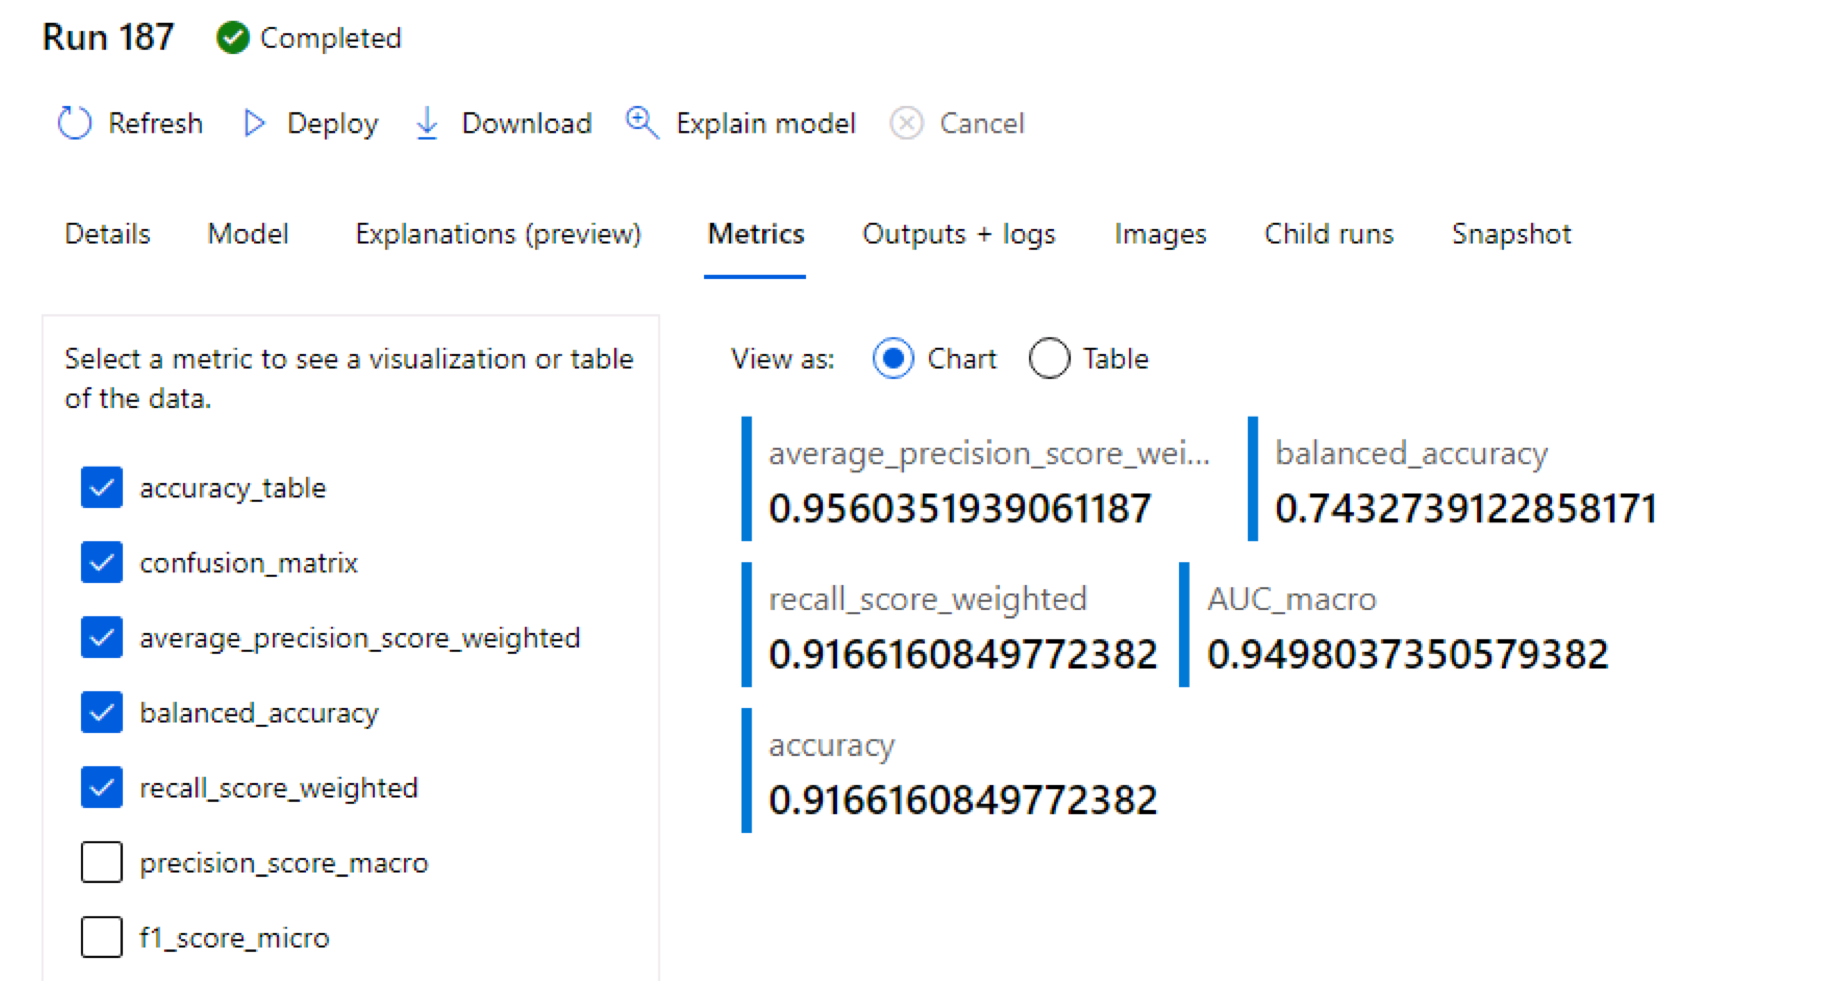 Run 187 Completed
Refresh Deploy Download Explain model Cancel
Details Model Explanations (preview) Metrics Outputs + logs Images Child runs Snapshot
Select a metric to see a visualization or table
of the data.
accuracy_table
confusion_matrix
average_precision_score_weighted
balanced_accuracy
recall_score_weighted
precision_score_macro
f1_score_micro
View as: Chart Table
average_precision_score_wei... balanced_accuracy
0.9560351939061187 0.7432739122858171
recall_score_weighted AUC_macro
0.9166160849772382 0.9498037350579382
accuracy
0.9166160849772382